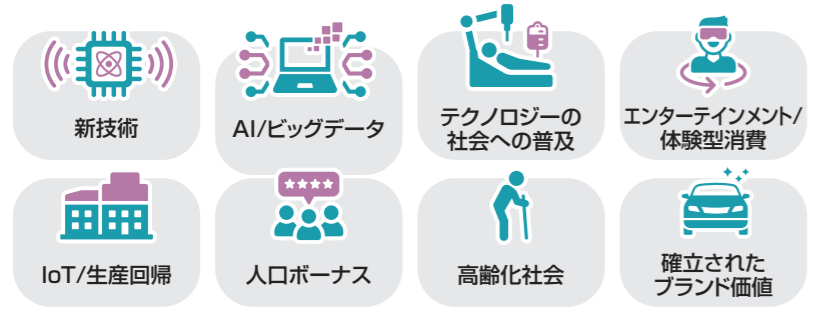 新技術
AI/ビッグデータ
テクノロジーの
社会への普及
エンターテインメント/
体験型消費
IoT/生産回帰
人口ボーナス
高齢化社会
確立された
ブランド価値